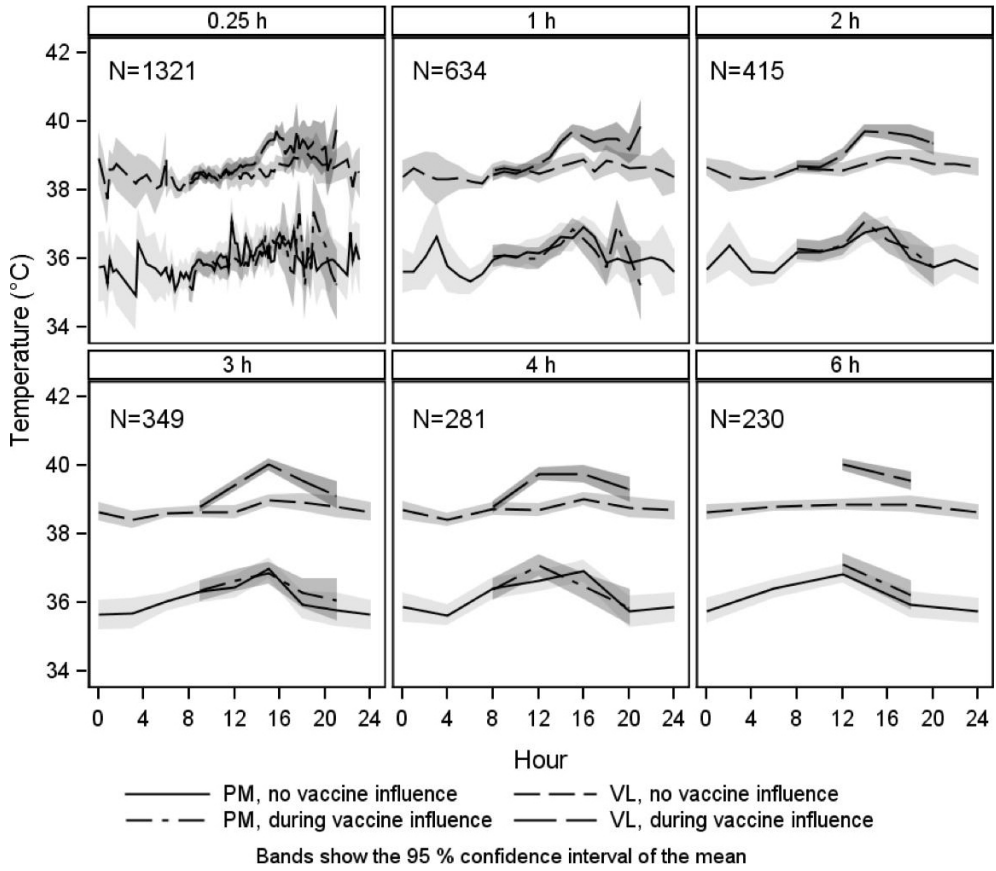 0.25 h 1 h 2 h
N=1321 N=634 N=415
42
40
38
36
34
3 h 4 h 6 h
N=349 N=281 N=230
42
40
38
36
34
Temperature (°C)
0 4 8 12 16 20 24 0 4 8 12 16 20 24 0 4 8 12 16 20 24
Hour
PM, no vaccine influence VL, no vaccine influence
PM, during vaccine influence VL, during vaccine influence
Bands show the 95 % confidence interval of the mean